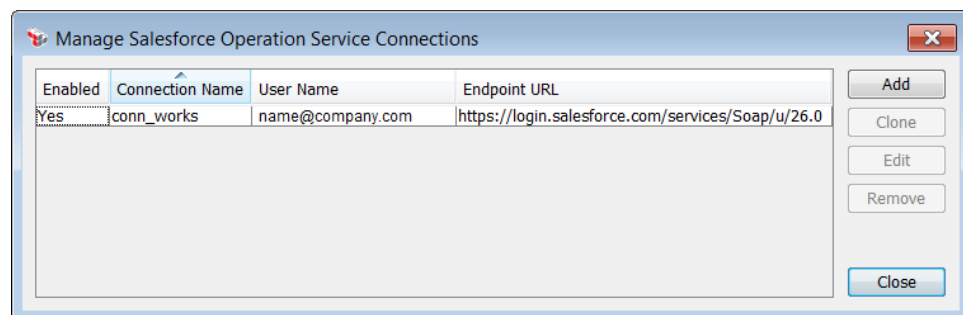 Manage Salesforce Operation Service Connections
Enabled Connection Name User Name Endpoint URL
Yes conn_works name@company.com https://login.salesforce.com/services/Soap/u/26.0
Add
Clone
Edit
Remove
Close